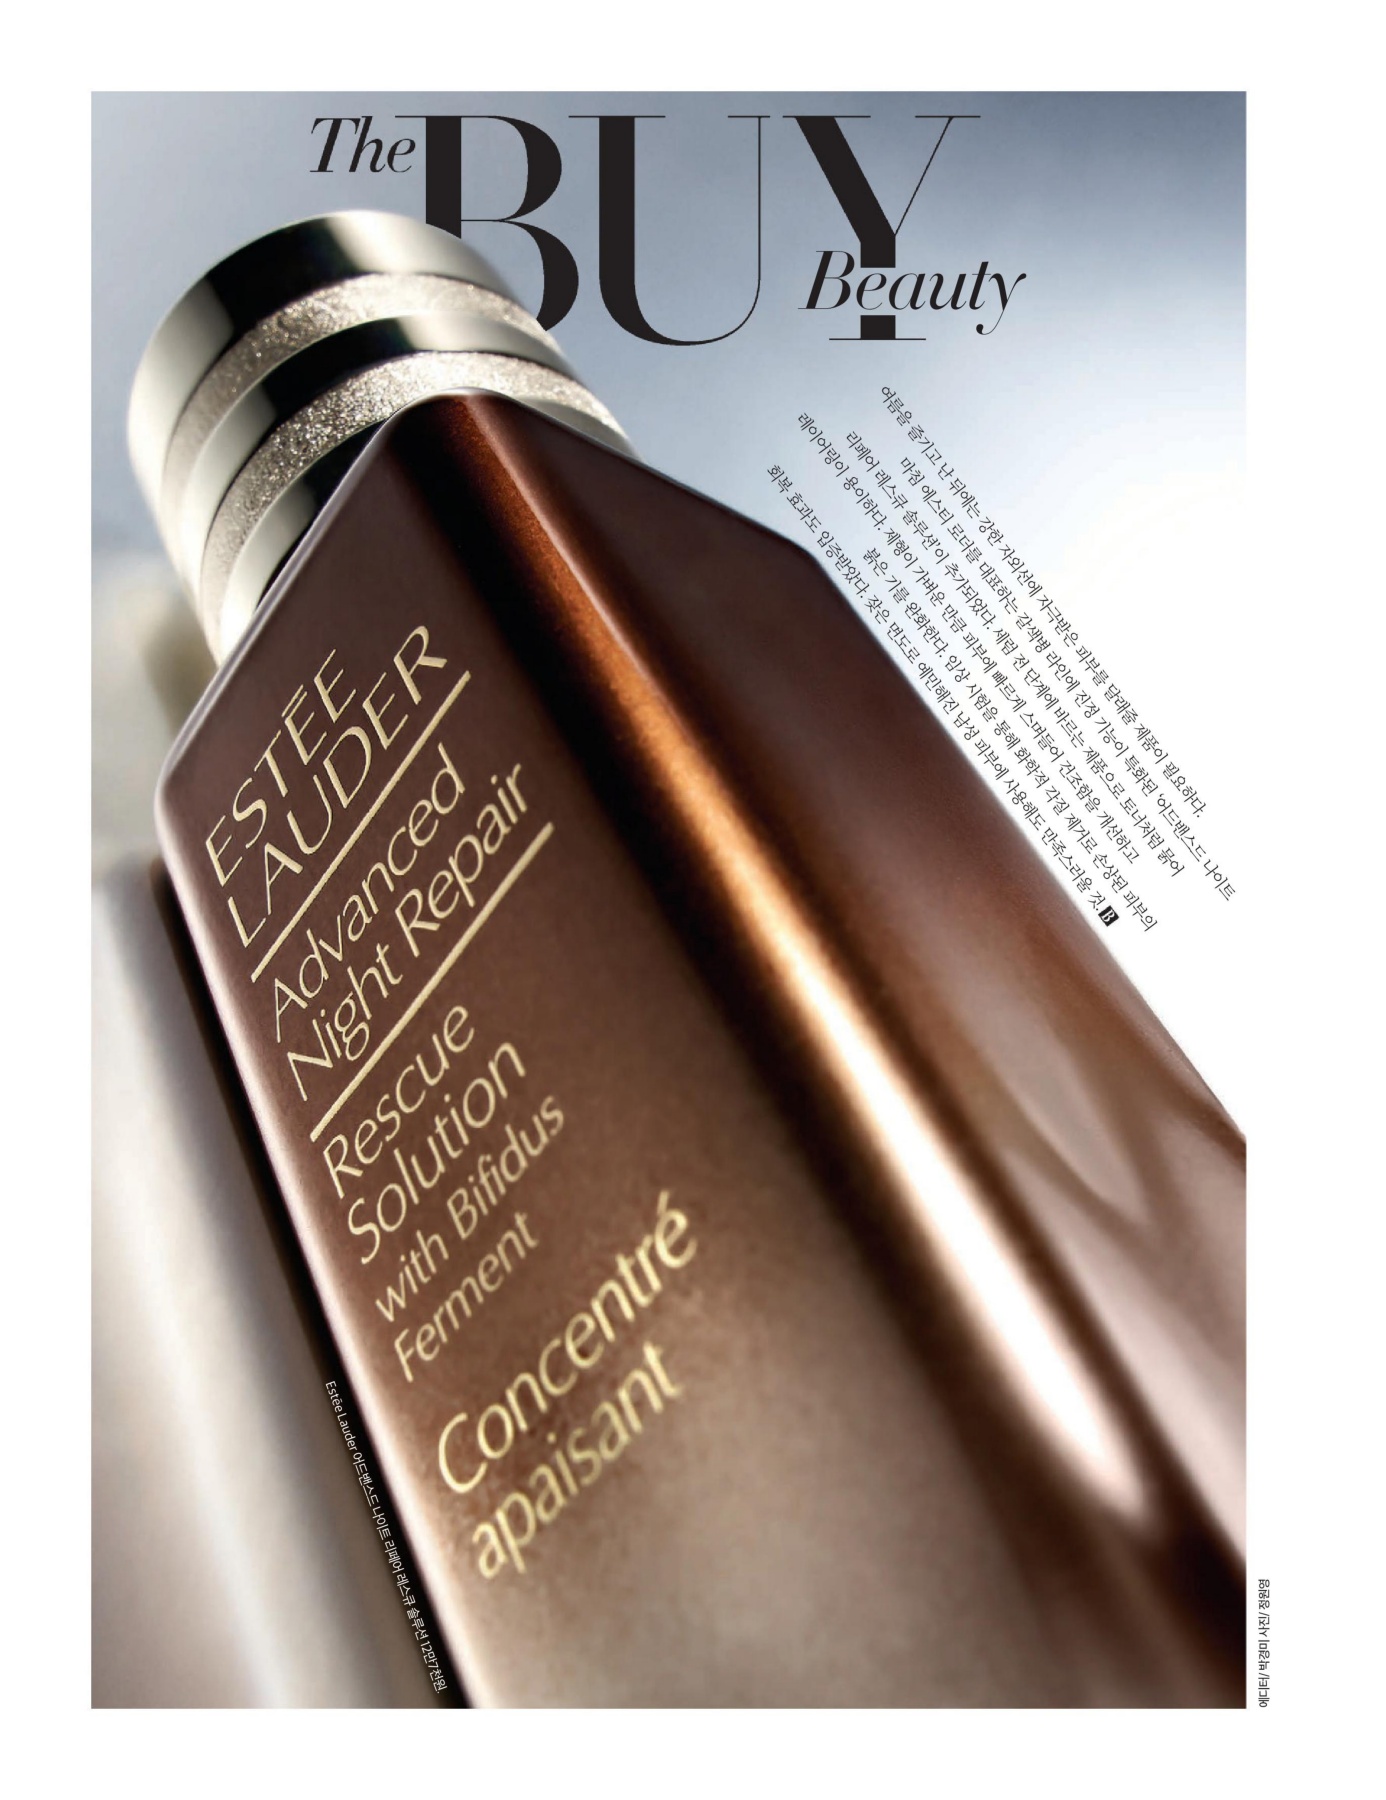 The
BUY
Beauty
여름을 즐기고 난 뒤에는 강한 자외선에 자극받은 피부를 달래줄 제품이 필요하다.
마침 에스티 로더를 대표하는 갈색병 라인에 진정 기능이 특화된 '어드밴스드 나이트
리페어 레스큐 솔루션'이 추가되었다. 세럼 전 단계에 바르는 제품으로 토너처럼 묽어
레이어링이 용이하다. 제형이 가벼운 만큼 피부에 빠르게 스며들어 건조함을 개선하고
붉은 기를 완화한다. 임상 시험을 통해 화학적 각질 제거로 손상된 피부의
회복 효과도 입증받았다. 잦은 면도로 예민해진 남성 피부에 사용해도 만족스러울 것. B
ESTĒE
LAUDER
Advanced
Night Repair
Rescue
Solution
with Bifidus
Ferment
Concentré
apaisant
Estēe Lauder 어드밴스드 나이트 리페어 레스큐 솔루션 12만7천원.
에디터/박경미 사진/정원영